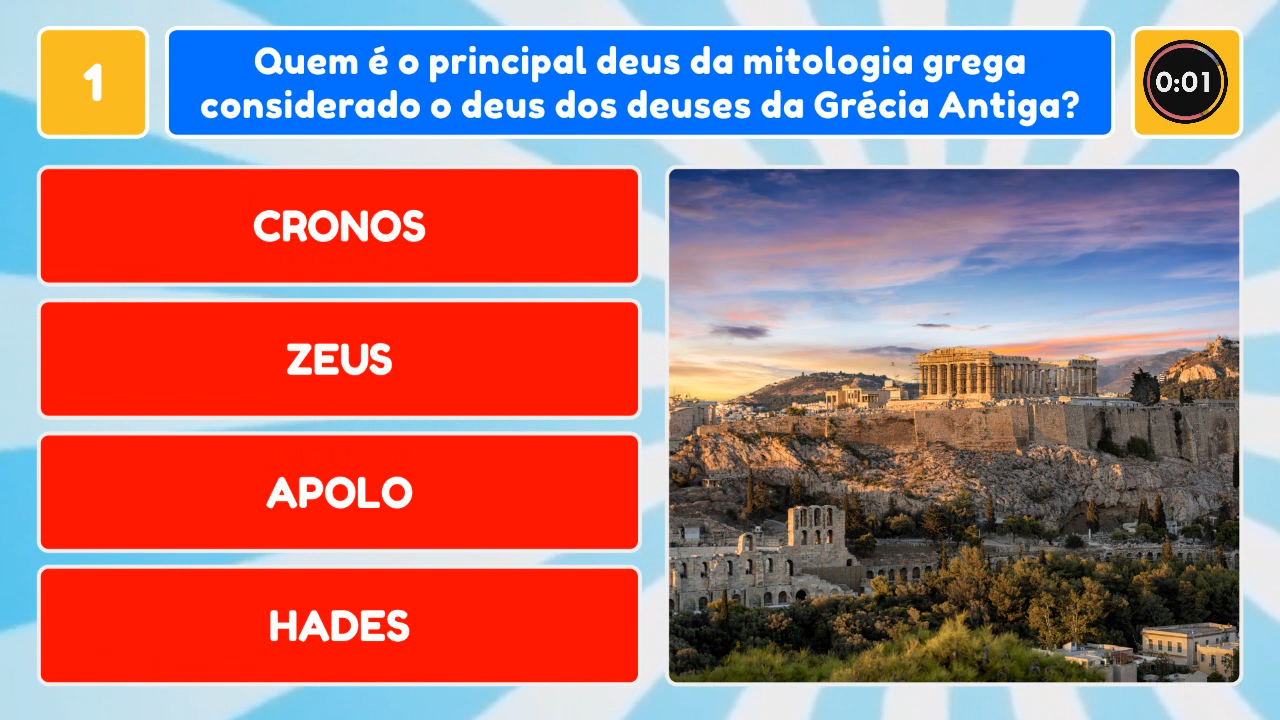 1
Quem é o principal deus da mitologia grega
considerado o deus dos deuses da Grécia Antiga?
0:01
CRONOS
ZEUS
APOLO
HADES